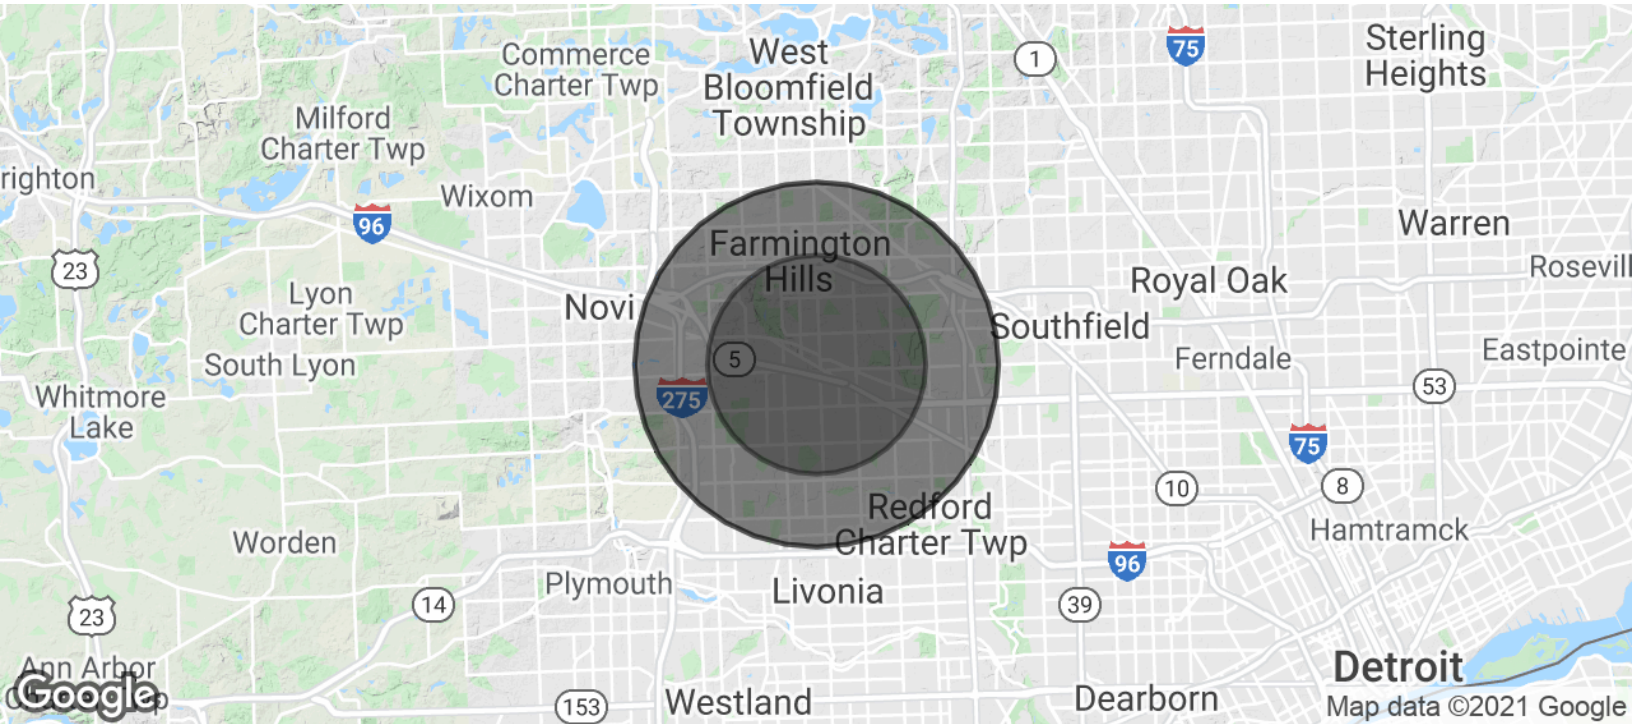 West
Bloomfield
Township
Commerce
Charter Twp
1
75
Sterling
Heights
Milford
Charter Twp
righton
Wixom
96
23
Farmington
Hills
Warren
Lyon
Charter Twp
Novi
Royal Oak
Rosevill
Southfield
South Lyon
5
Ferndale
Eastpointe
Whitmore
Lake
275
53
75
10
8
Redford
Charter Twp
Hamtramck
Worden
96
Plymouth
Livonia
14
39
23
Ann Arbor
Google
153
Westland
Dearborn
Detroit
Map data ©2021 Google